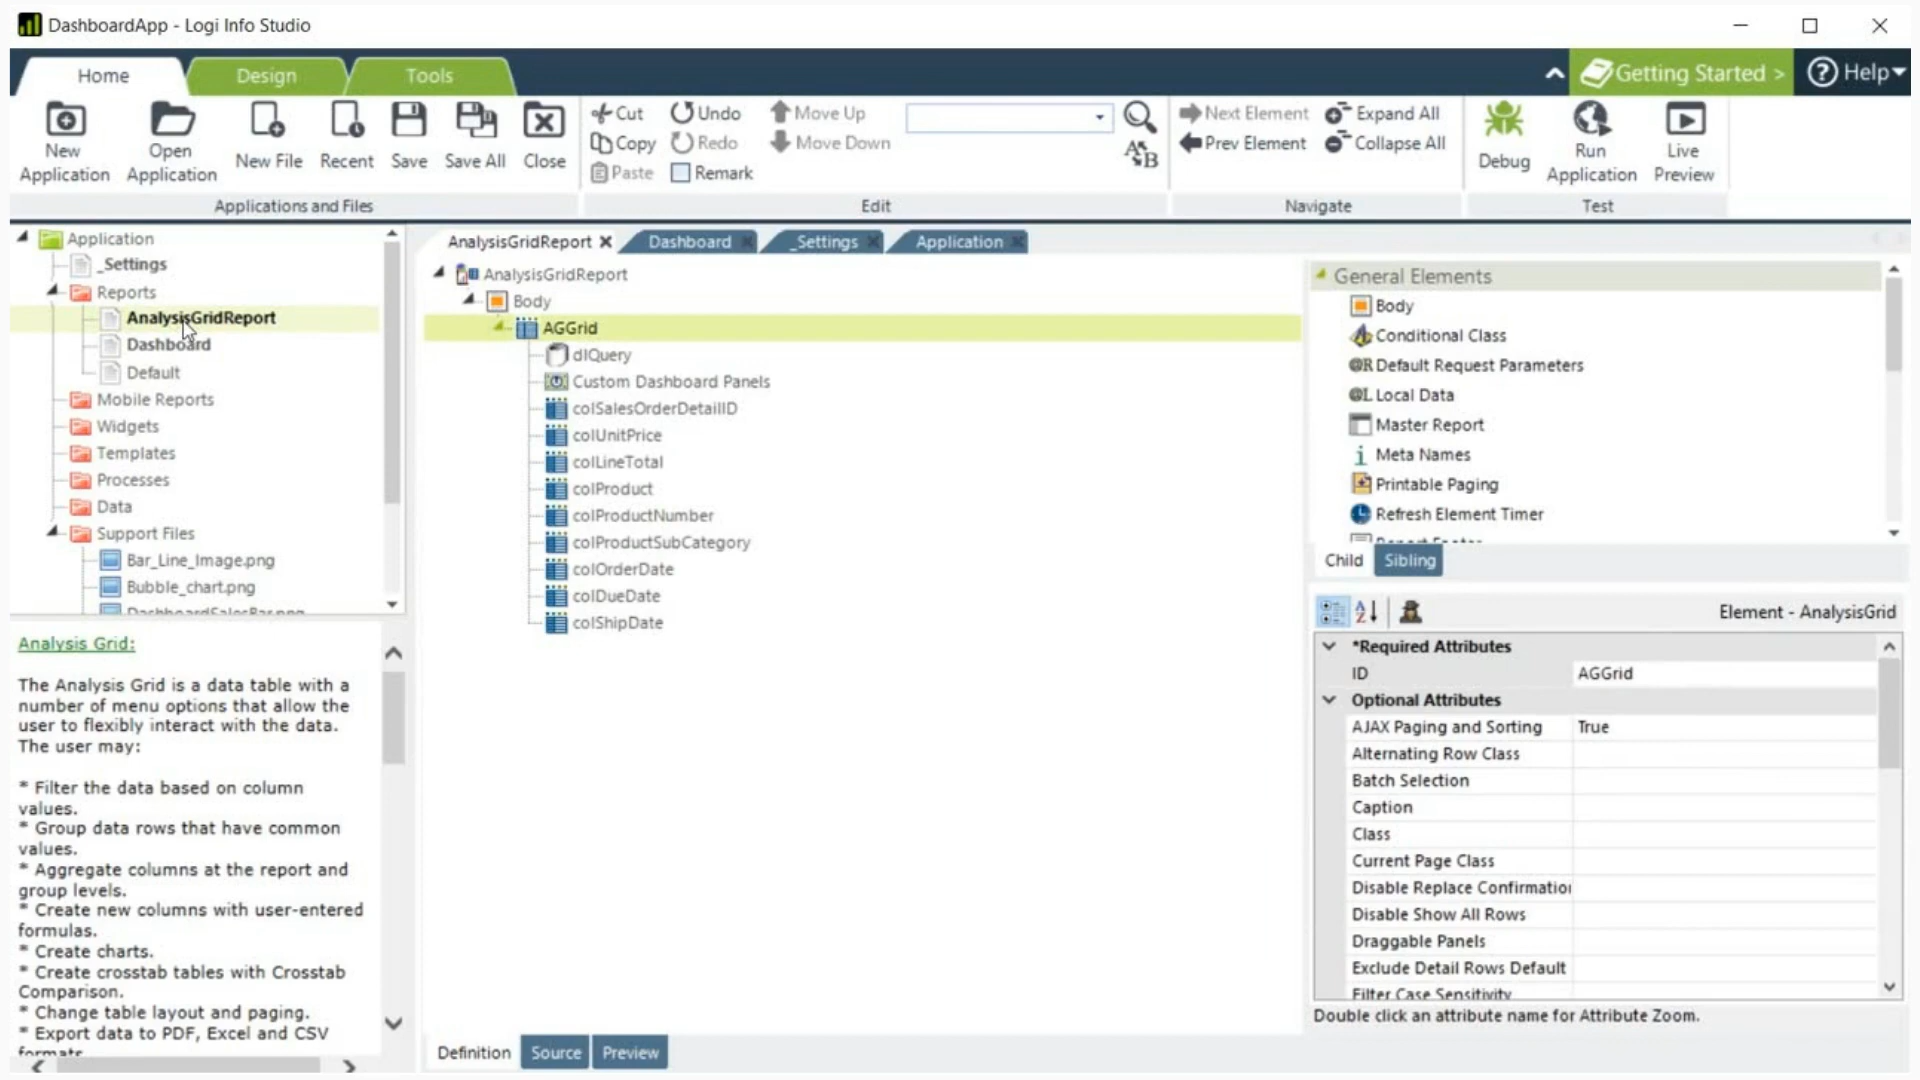 DashboardApp - Logi Info Studio
Home
Design
Tools
Getting Started >
Help
New
Application
Open
Application
New File
Recent
Save
Save All
Close
Cut
Copy
Paste
Undo
Redo
Remark
Move Up
Move Down
Next Element
Prev Element
Expand All
Collapse All
Debug
Run
Application
Live
Preview
Applications and Files
Edit
Navigate
Test
Application
_Settings
Reports
AnalysisGridReport
Dashboard
Default
Mobile Reports
Widgets
Templates
Processes
Data
Support Files
Bar_Line_Image.png
Bubble_chart.png
DashboardSalesBar.png
Analysis Grid:
The Analysis Grid is a data table with a
number of menu options that allow the
user to flexibly interact with the data.
The user may:
* Filter the data based on column
values.
* Group data rows that have common
values.
* Aggregate columns at the report and
group levels.
* Create new columns with user-entered
formulas.
* Create charts.
* Create crosstab tables with Crosstab
Comparison.
* Change table layout and paging.
* Export data to PDF, Excel and CSV
formats
AnalysisGridReport
Dashboard
_Settings
Application
AnalysisGridReport
Body
AGGrid
dlQuery
Custom Dashboard Panels
colSalesOrderDetailID
colUnitPrice
colLineTotal
colProduct
colProductNumber
colProductSubCategory
colOrderDate
colDueDate
colShipDate
Definition
Source
Preview
General Elements
Body
Conditional Class
@R Default Request Parameters
@L Local Data
Master Report
Meta Names
Printable Paging
Refresh Element Timer
Report Footer
Child
Sibling
Element - AnalysisGrid
*Required Attributes
ID AGGrid
Optional Attributes
AJAX Paging and Sorting True
Alternating Row Class
Batch Selection
Caption
Class
Current Page Class
Disable Replace Confirmation
Disable Show All Rows
Draggable Panels
Exclude Detail Rows Default
Filter Case Sensitivity
Double click an attribute name for Attribute Zoom.